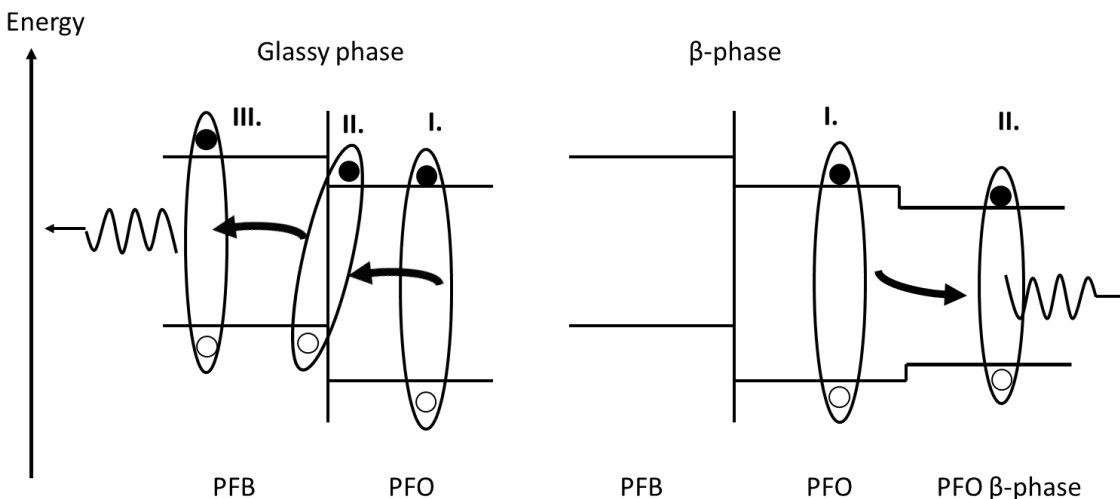 Energy
Glassy phase
β-phase
III.
II.
I.
I.
II.
PFB
PFO
PFB
PFO
PFO β-phase